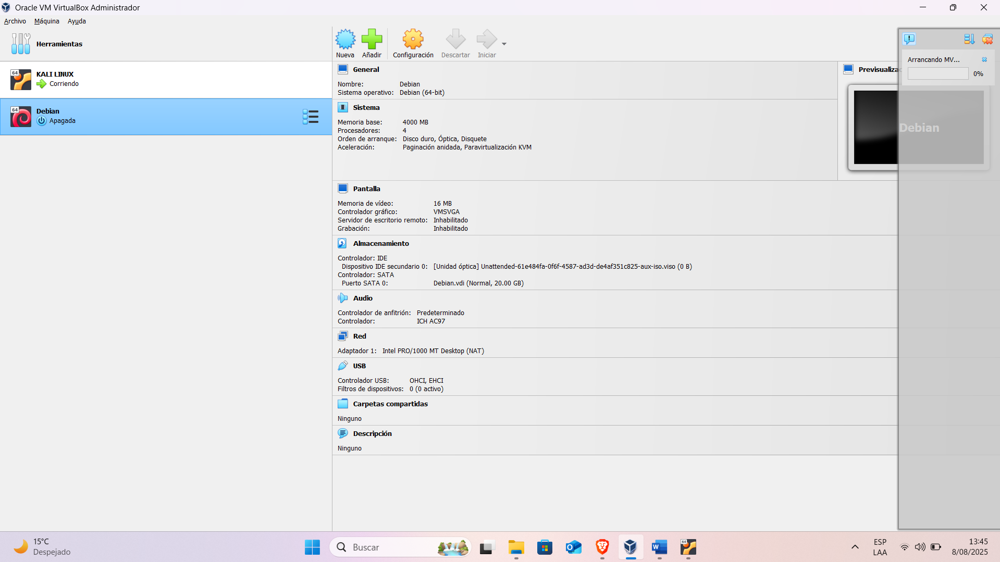 Oracle VM VirtualBox Administrador
Archivo Máquina Ayuda
Herramientas
Nueva Añadir Configuración Descartar Iniciar
64
KALI LINUX
Corriendo
64
Debian
Apagada
General
Nombre: Debian
Sistema operativo: Debian (64-bit)
Sistema
Memoria base: 4000 MB
Procesadores: 4
Orden de arranque: Disco duro, Óptica, Disquete
Aceleración: Paginación anidada, Paravirtualización KVM
Previsualizac
Debian
Arrancando MV...
0%
Pantalla
Memoria de vídeo: 16 MB
Controlador gráfico: VMSVGA
Servidor de escritorio remoto: Inhabilitado
Grabación: Inhabilitado
Almacenamiento
Controlador: IDE
Dispositivo IDE secundario 0: [Unidad óptica] Unattended-61e484fa-0f6f-4587-ad3d-de4af351c825-aux-iso.viso (0 B)
Controlador: SATA
Puerto SATA 0: Debian.vdi (Normal, 20.00 GB)
Audio
Controlador de anfitrión: Predeterminado
Controlador: ICH AC97
Red
Adaptador 1: Intel PRO/1000 MT Desktop (NAT)
USB
Controlador USB: OHCI, EHCI
Filtros de dispositivos: 0 (0 activo)
Carpetas compartidas
Ninguno
Descripción
Ninguno
15°C
Despejado
Buscar
64
ESP
LAA
13:45
8/08/2025